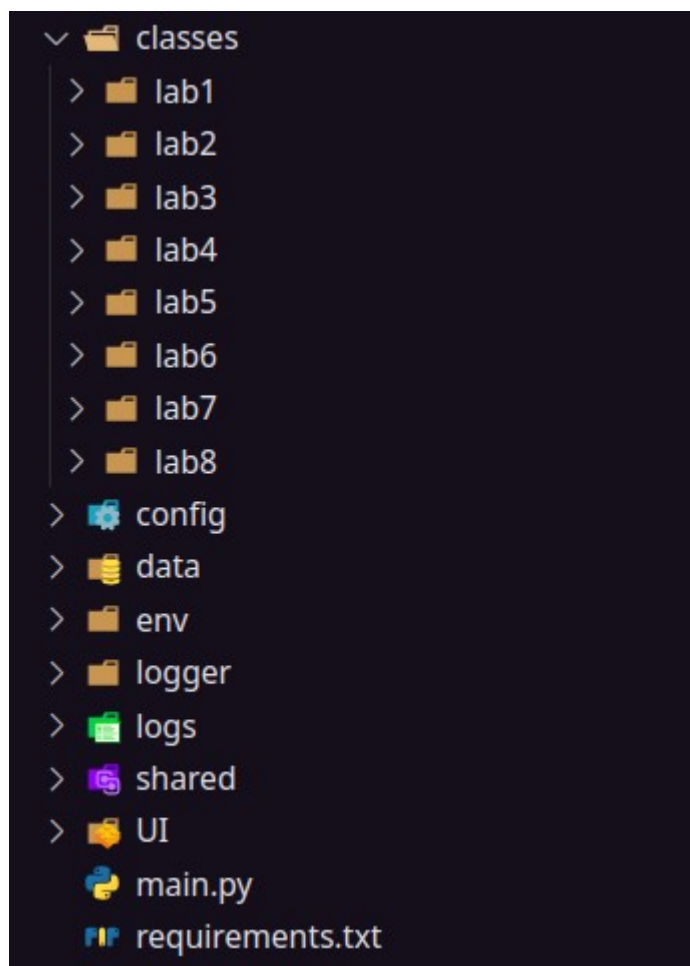 classes
lab1
lab2
lab3
lab4
lab5
lab6
lab7
lab8
config
data
env
logger
logs
shared
UI
main.py
requirements.txt